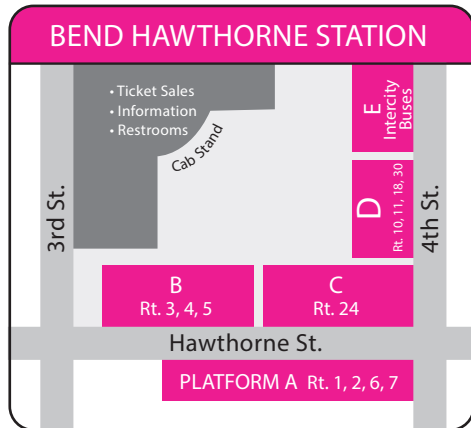 BEND HAWTHORNE STATION
• Ticket Sales
• Information
• Restrooms
Cab Stand
E
Intercity
Buses
D
Rt. 10, 11, 18, 30
3rd St.
4th St.
B
Rt. 3, 4, 5
C
Rt. 24
Hawthorne St.
PLATFORM A Rt. 1, 2, 6, 7